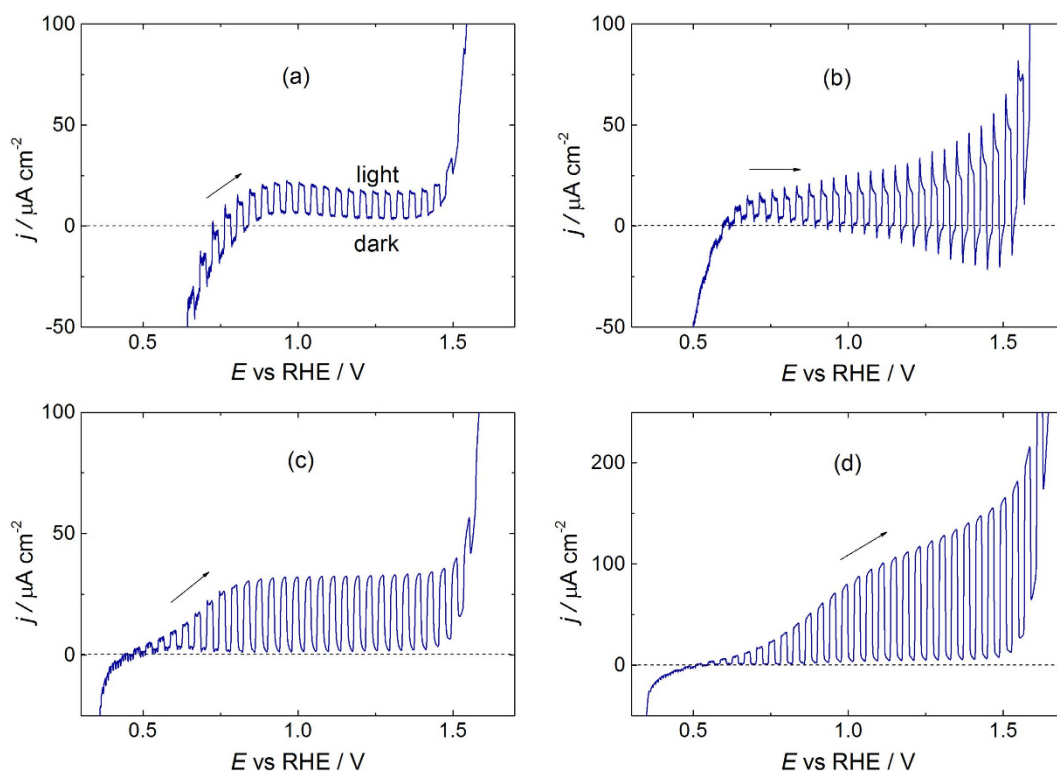 100
50
0
-50
j / μA cm-2
(a)
light
dark
0.5
1.0
1.5
E vs RHE / V
100
50
0
-50
j / μA cm-2
(b)
0.5
1.0
1.5
E vs RHE / V
100
50
0
j / μA cm-2
(c)
0.5
1.0
1.5
E vs RHE / V
200
100
0
j / μA cm-2
(d)
0.5
1.0
1.5
E vs RHE / V